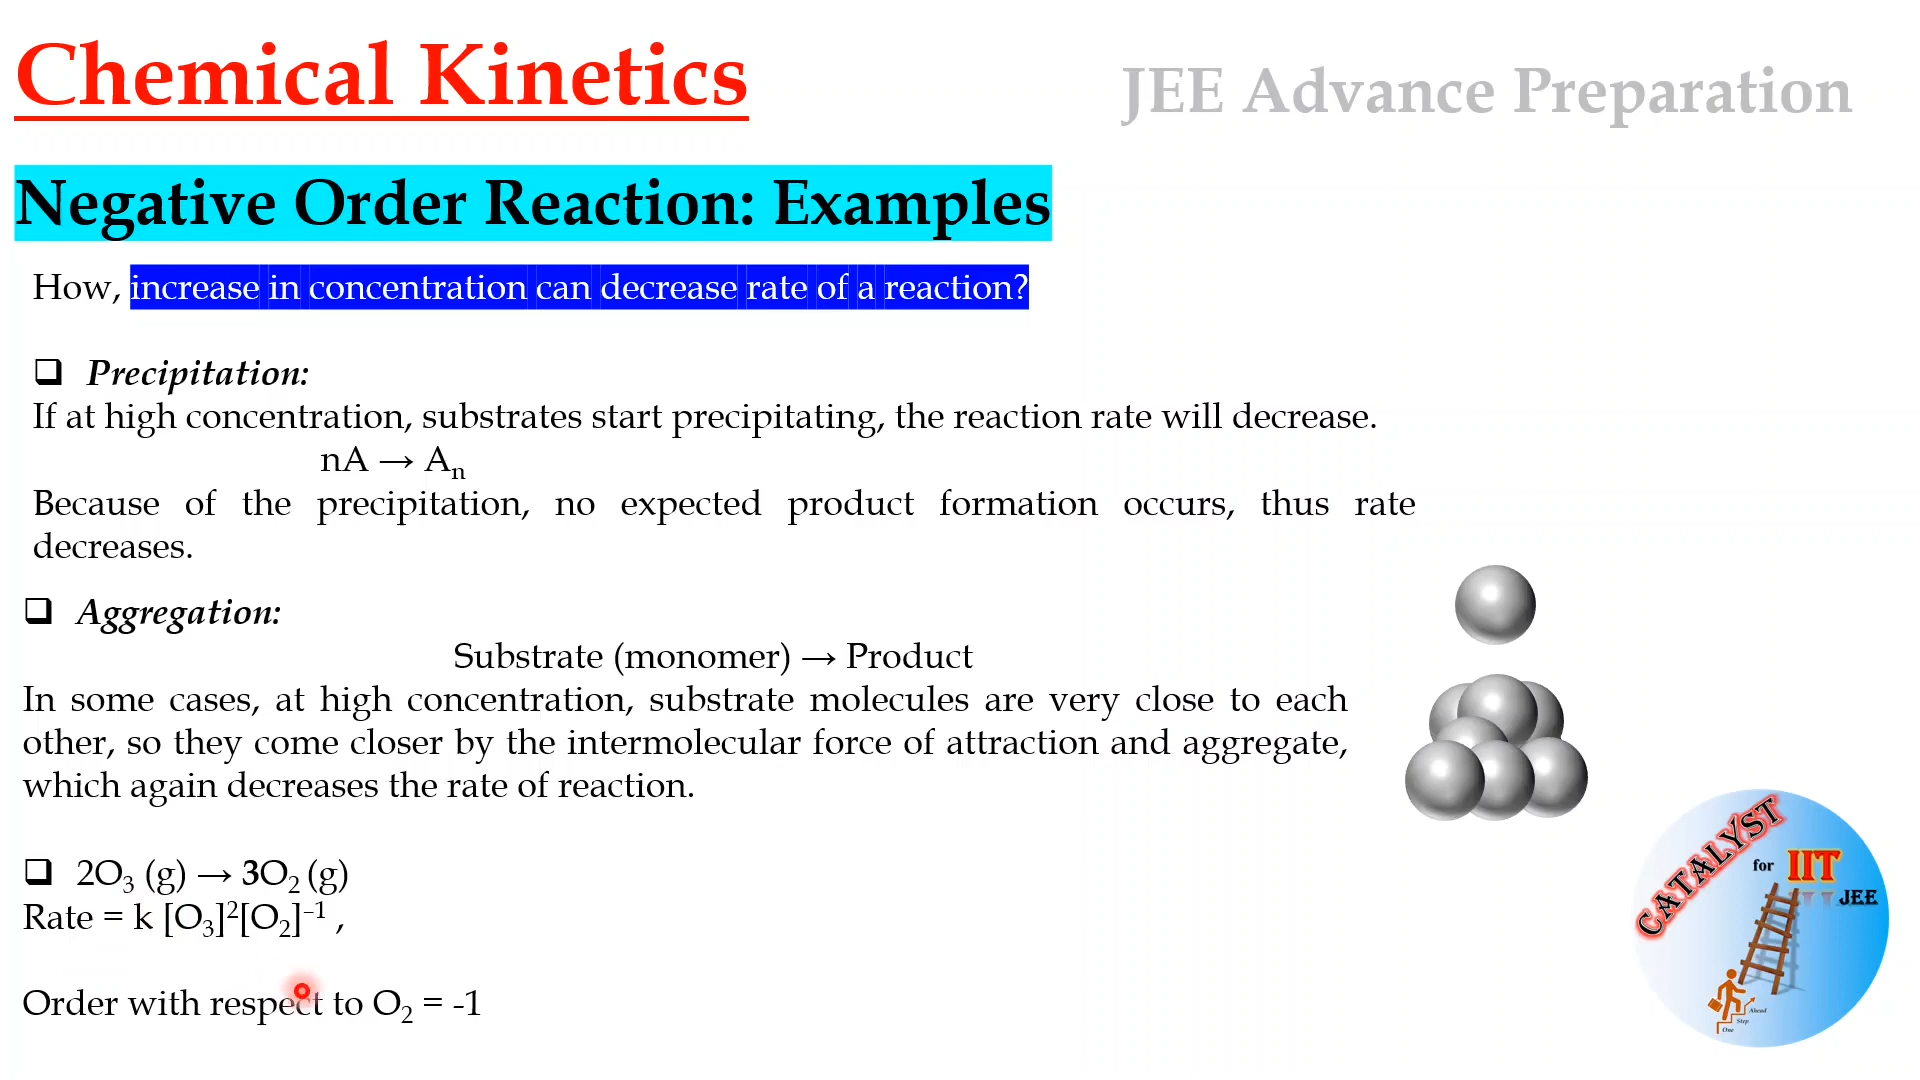 Chemical Kinetics
JEE Advance Preparation
Negative Order Reaction: Examples
How, increase in concentration can decrease rate of a reaction?
❑ Precipitation:
If at high concentration, substrates start precipitating, the reaction rate will decrease.
nA → Aₙ
Because of the precipitation, no expected product formation occurs, thus rate
decreases.
❑ Aggregation:
Substrate (monomer) → Product
In some cases, at high concentration, substrate molecules are very close to each
other, so they come closer by the intermolecular force of attraction and aggregate,
which again decreases the rate of reaction.
❑ 2O₃ (g) → 3O₂ (g)
Rate = k [O₃]²[O₂]⁻¹ ,
Order with respect to O₂ = -1
CATALYST
for IIT
JEE
One Step Ahead